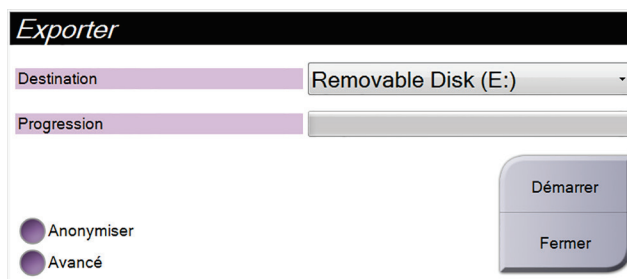 Exporter
Destination
Removable Disk (E:)
Progression
Démarrer
Anonymiser
Fermer
Avancé